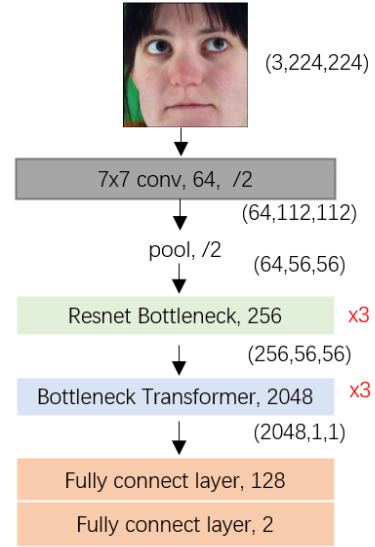 (3,224,224)
7x7 conv, 64, /2
(64,112,112)
pool, /2
(64,56,56)
Resnet Bottleneck, 256 x3
(256,56,56)
Bottleneck Transformer, 2048 x3
(2048,1,1)
Fully connect layer, 128
Fully connect layer, 2